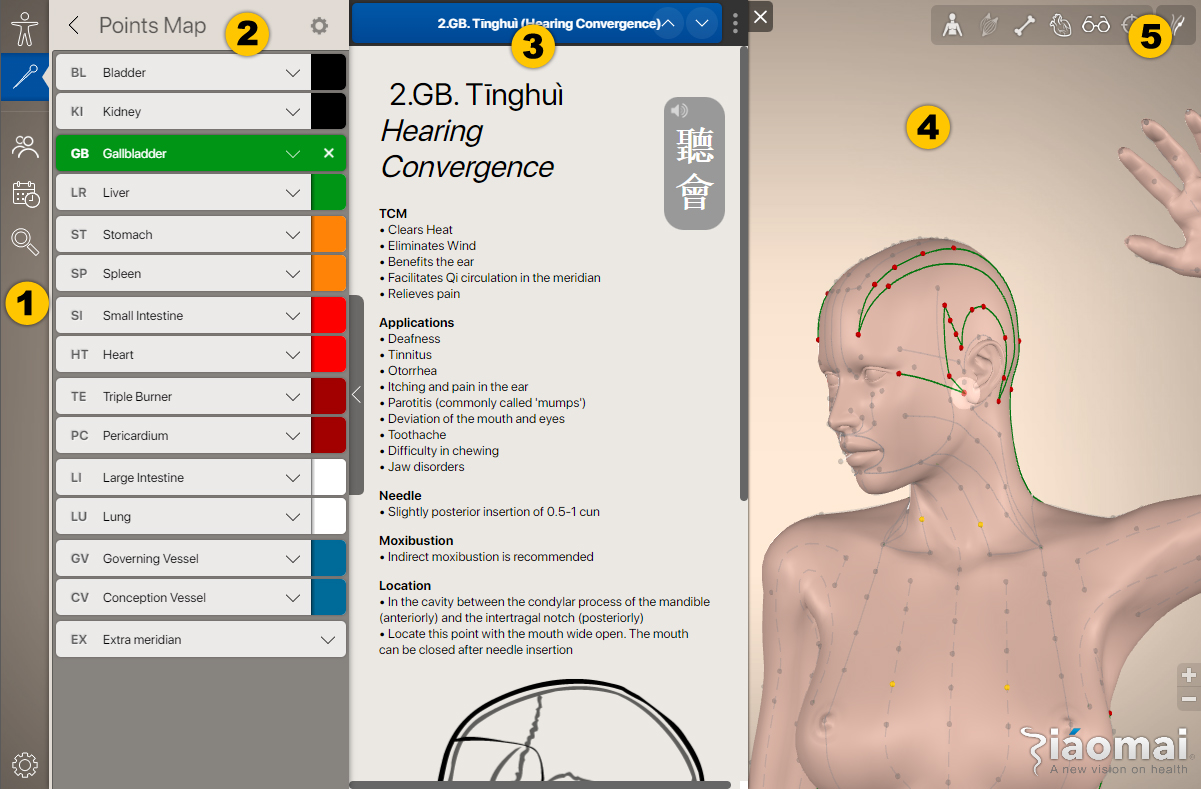 Points Map
2
BL Bladder
KI Kidney
GB Gallbladder
LR Liver
ST Stomach
SP Spleen
1
SI Small Intestine
HT Heart
TE Triple Burner
PC Pericardium
LI Large Intestine
LU Lung
GV Governing Vessel
CV Conception Vessel
EX Extra meridian
2.GB. Tīnghuì (Hearing Convergence)
3
2.GB. Tīnghuì
Hearing
Convergence
聽
會
TCM
• Clears Heat
• Eliminates Wind
• Benefits the ear
• Facilitates Qi circulation in the meridian
• Relieves pain
Applications
• Deafness
• Tinnitus
• Otorrhea
• Itching and pain in the ear
• Parotitis (commonly called 'mumps')
• Deviation of the mouth and eyes
• Toothache
• Difficulty in chewing
• Jaw disorders
Needle
• Slightly posterior insertion of 0.5-1 cun
Moxibustion
• Indirect moxibustion is recommended
Location
• In the cavity between the condylar process of the mandible
(anteriorly) and the intertragal notch (posteriorly)
• Locate this point with the mouth wide open. The mouth
can be closed after needle insertion
5
4
Ziáomai
A new vision on health